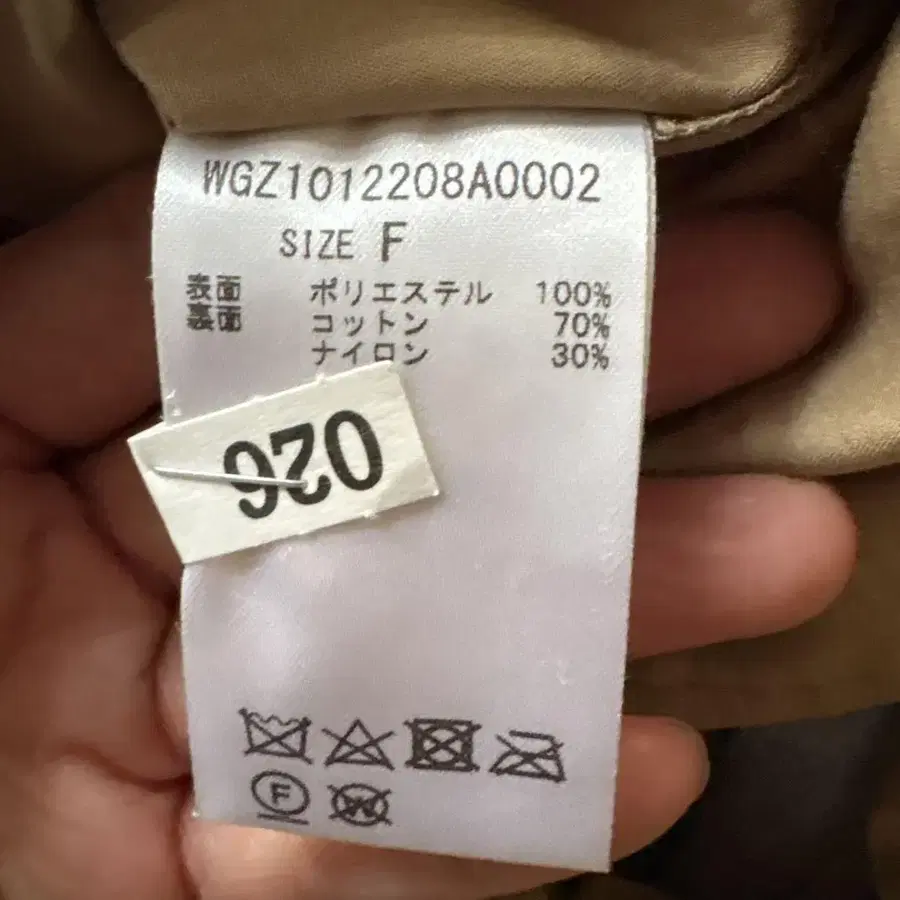 WGZ1012208A0002
SIZE F
表面 ポリエステル 100%
裏面 コットン 70%
ナイロン 30%
026
F
W